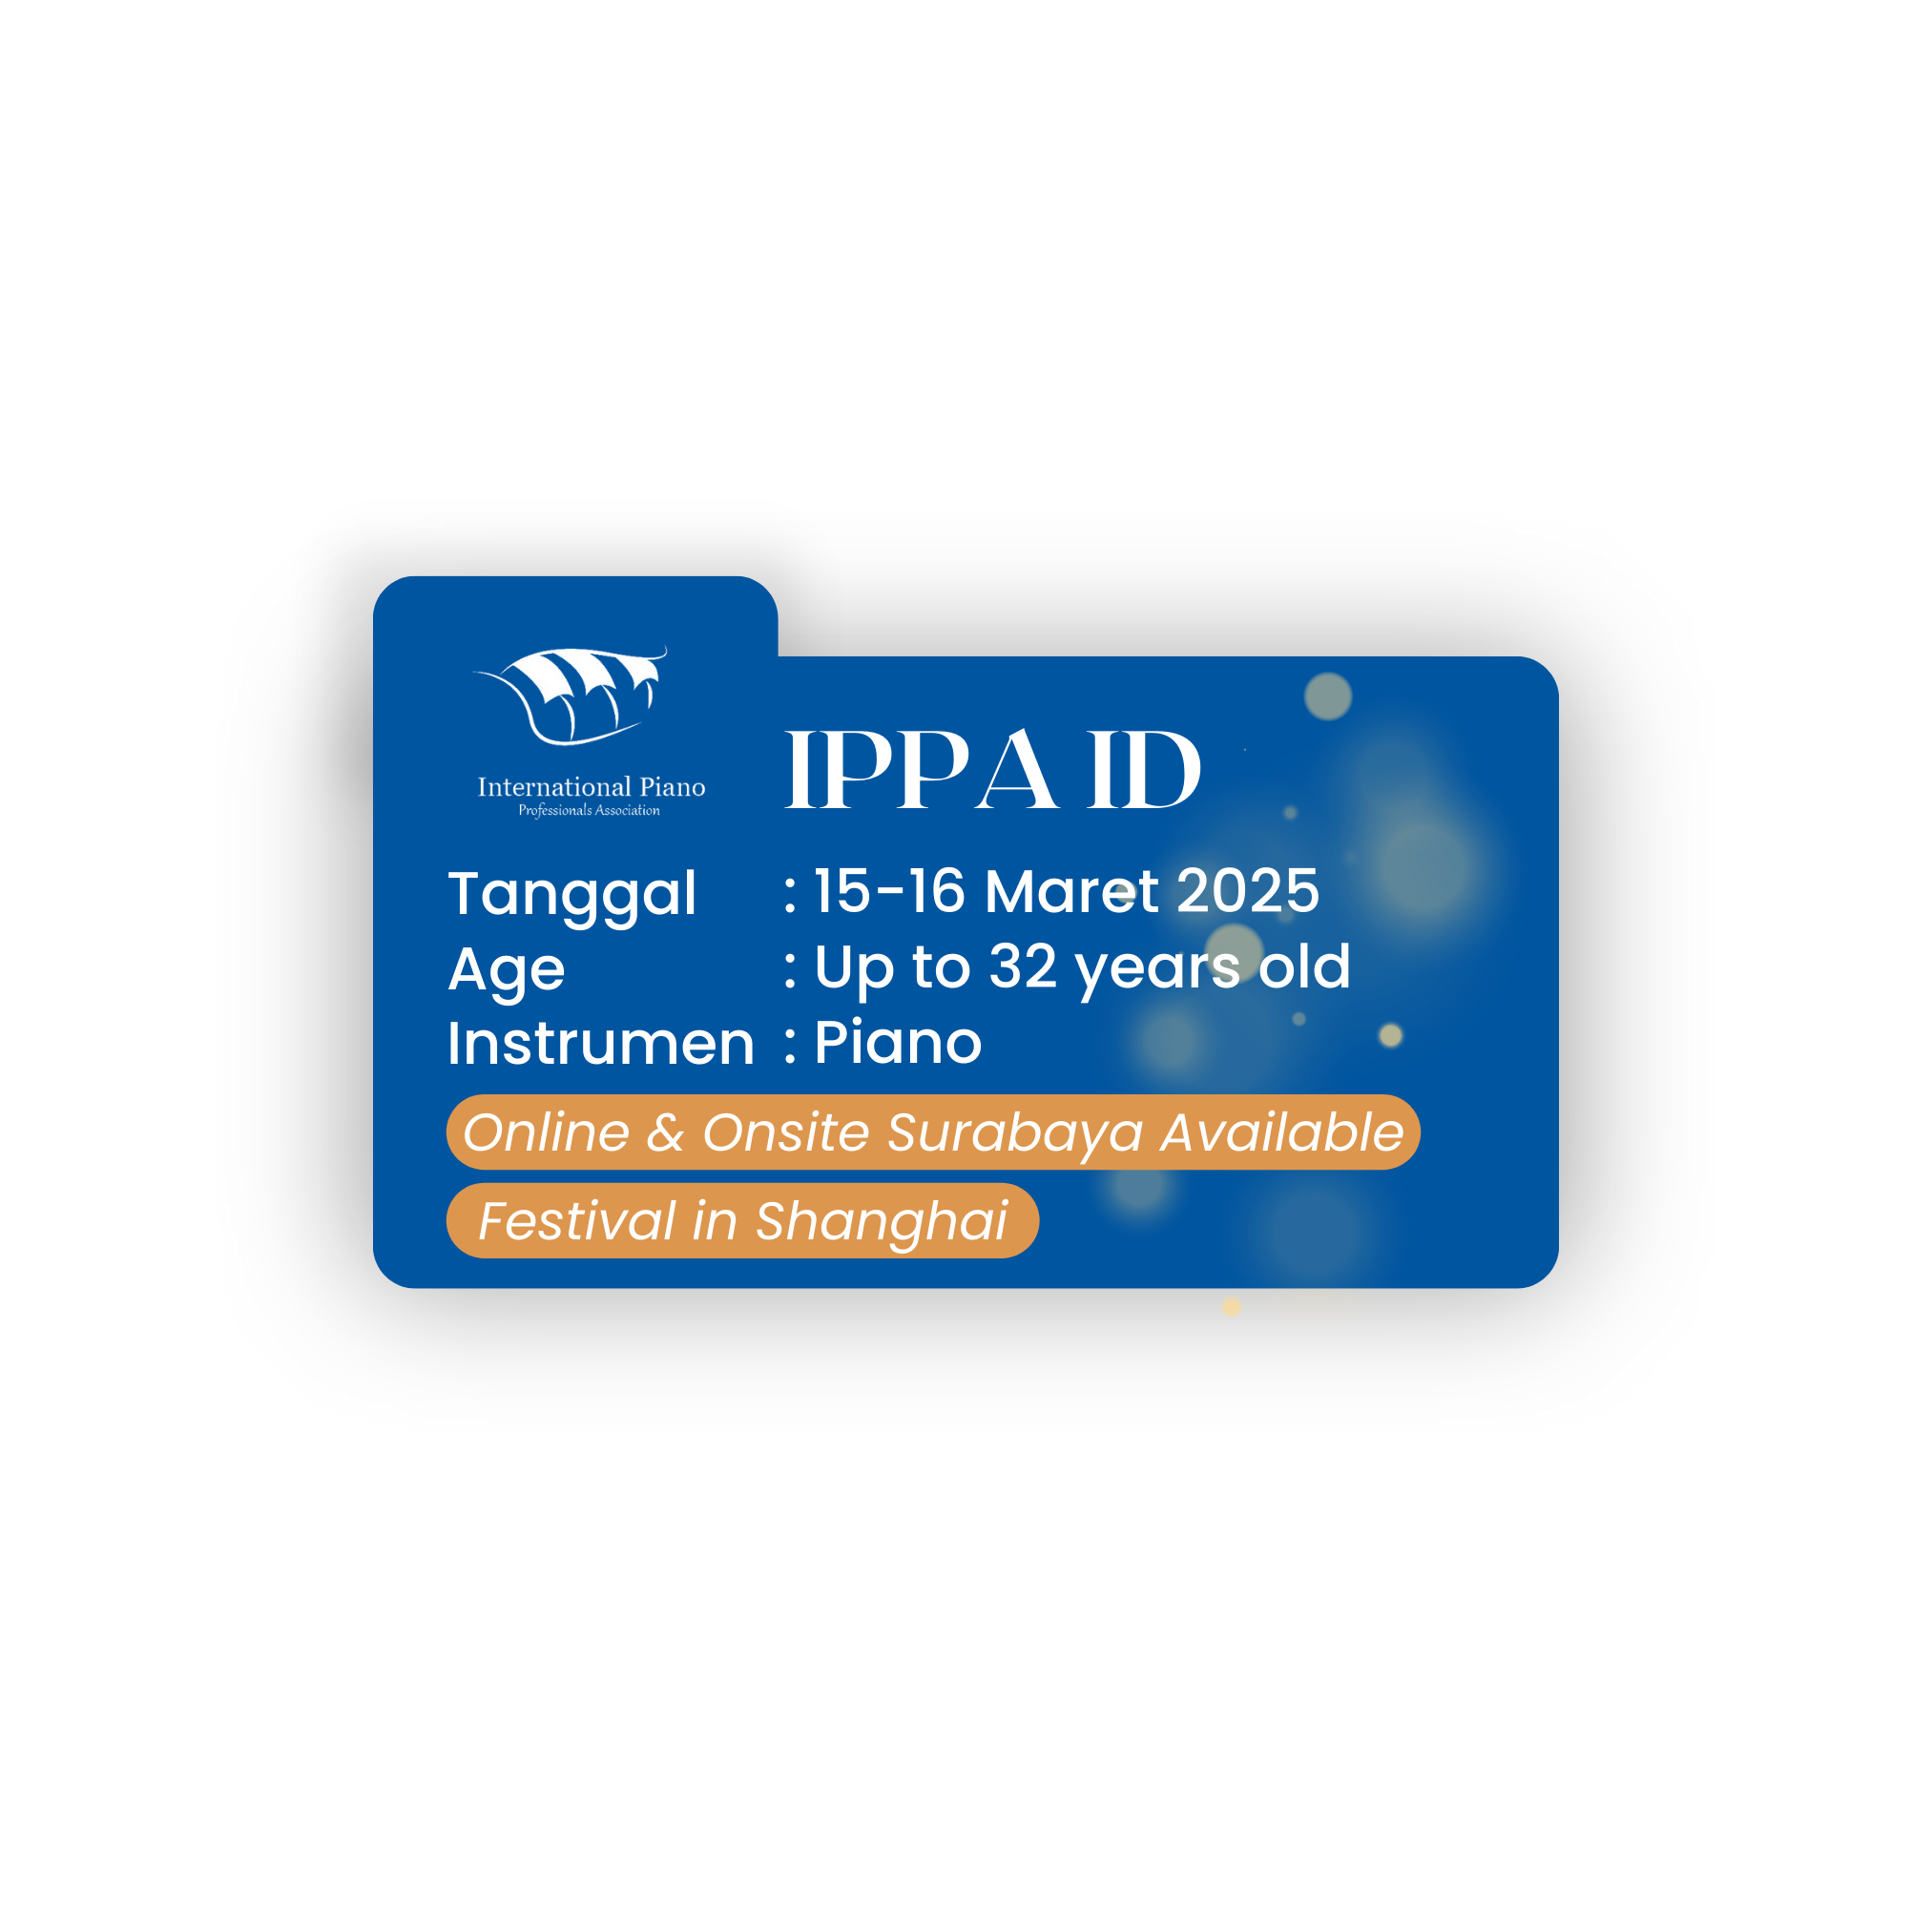 International Piano
Professionals Association
IPPA ID
Tanggal : 15-16 Maret 2025
Age : Up to 32 years old
Instrumen : Piano
Online & Onsite Surabaya Available
Festival in Shanghai